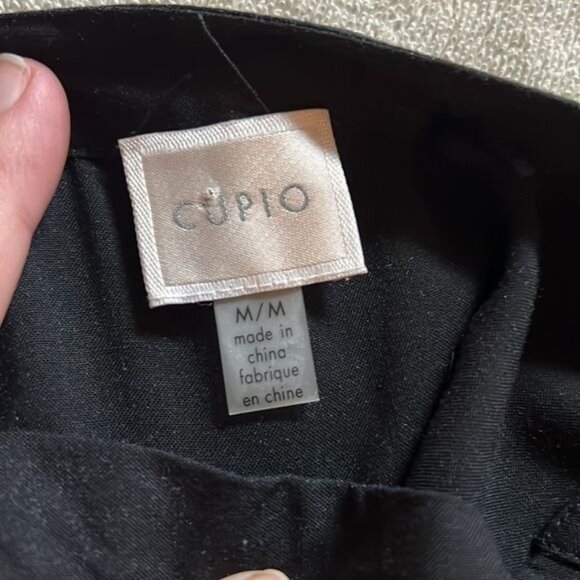 CUPIO
M/M
made in
china
fabrique
en chine